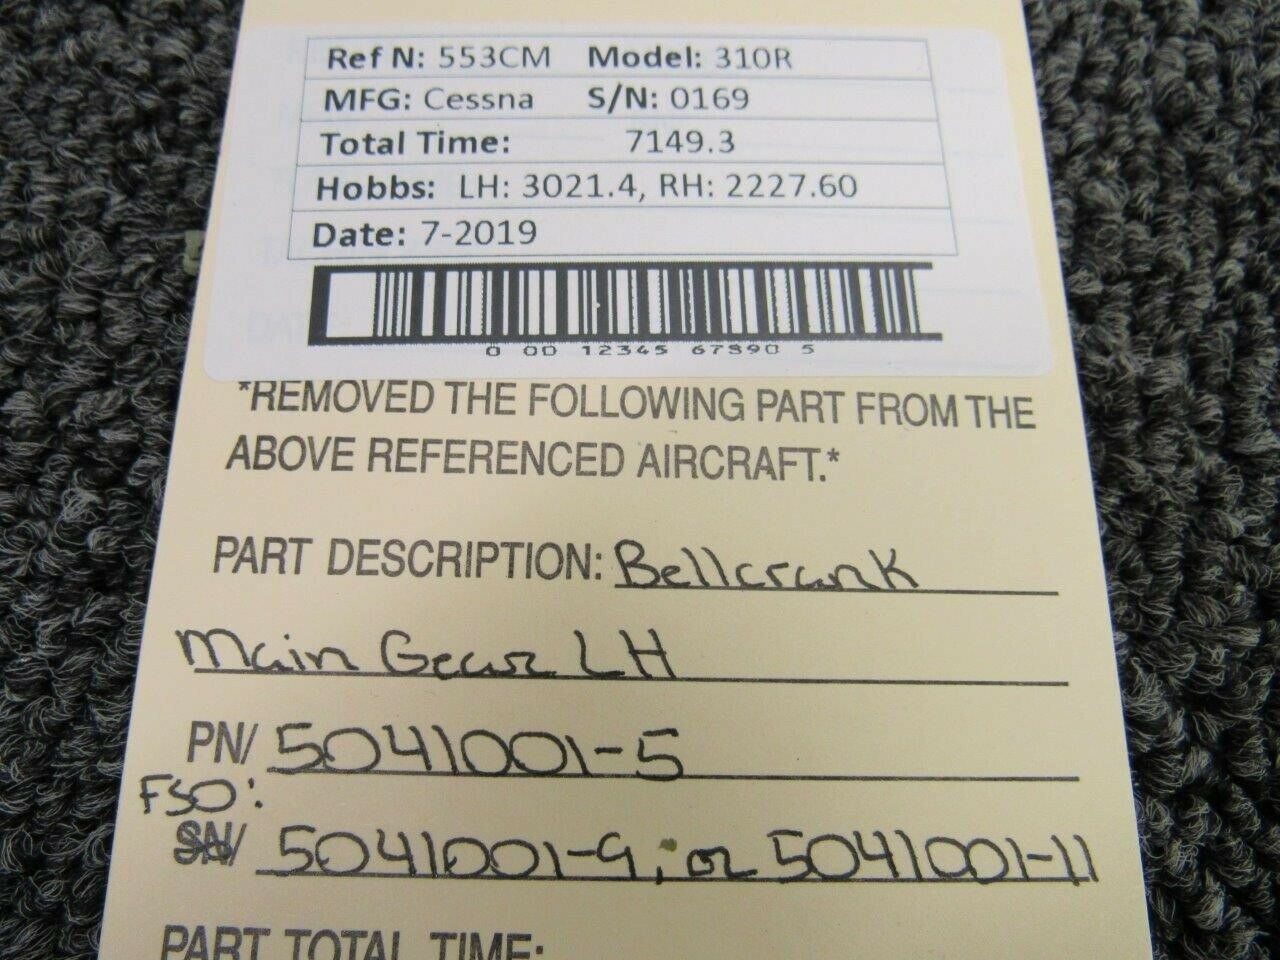 Ref N: 553CM Model: 310R
MFG: Cessna S/N: 0169
Total Time: 7149.3
Hobbs: LH: 3021.4, RH: 2227.60
Date: 7-2019
0 00 12345 67890 5
*REMOVED THE FOLLOWING PART FROM THE
ABOVE REFERENCED AIRCRAFT.*
PART DESCRIPTION: Bellcrank
Main Gear LH
PN/ 5041001-5
FSO:
SN/ 5041001-9; or 5041001-11
PART TOTAL TIME: